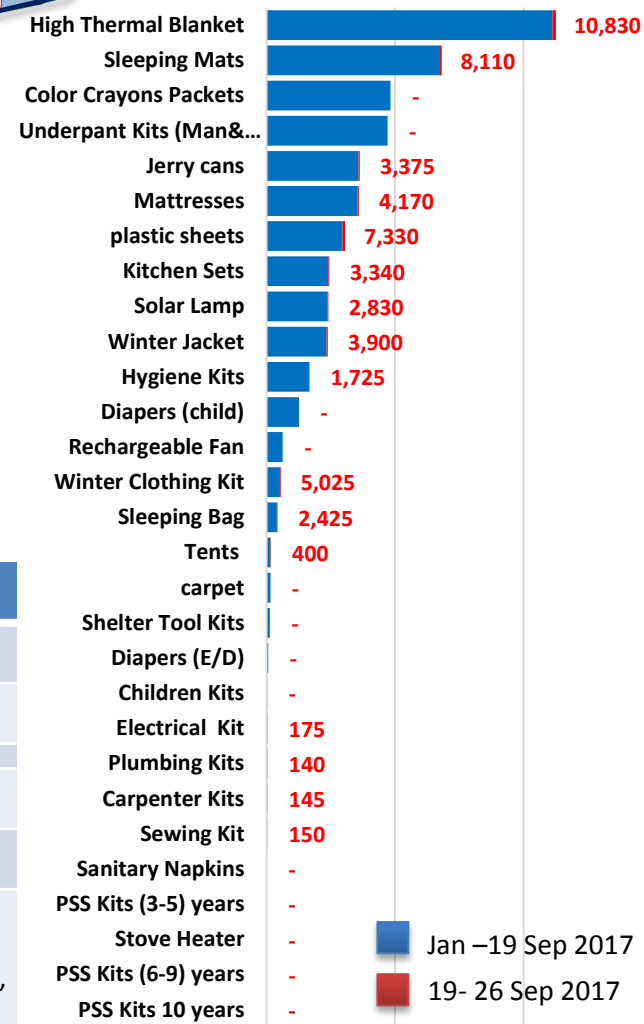 High Thermal Blanket 10,830
Sleeping Mats 8,110
Color Crayons Packets -
Underpant Kits (Man&... -
Jerry cans 3,375
Mattresses 4,170
plastic sheets 7,330
Kitchen Sets 3,340
Solar Lamp 2,830
Winter Jacket 3,900
Hygiene Kits 1,725
Diapers (child) -
Rechargeable Fan -
Winter Clothing Kit 5,025
Sleeping Bag 2,425
Tents 400
carpet -
Shelter Tool Kits -
Diapers (E/D) -
Children Kits -
Electrical Kit 175
Plumbing Kits 140
Carpenter Kits 145
Sewing Kit 150
Sanitary Napkins -
PSS Kits (3-5) years -
Stove Heater -
PSS Kits (6-9) years -
PSS Kits 10 years -
Jan –19 Sep 2017
19- 26 Sep 2017
,